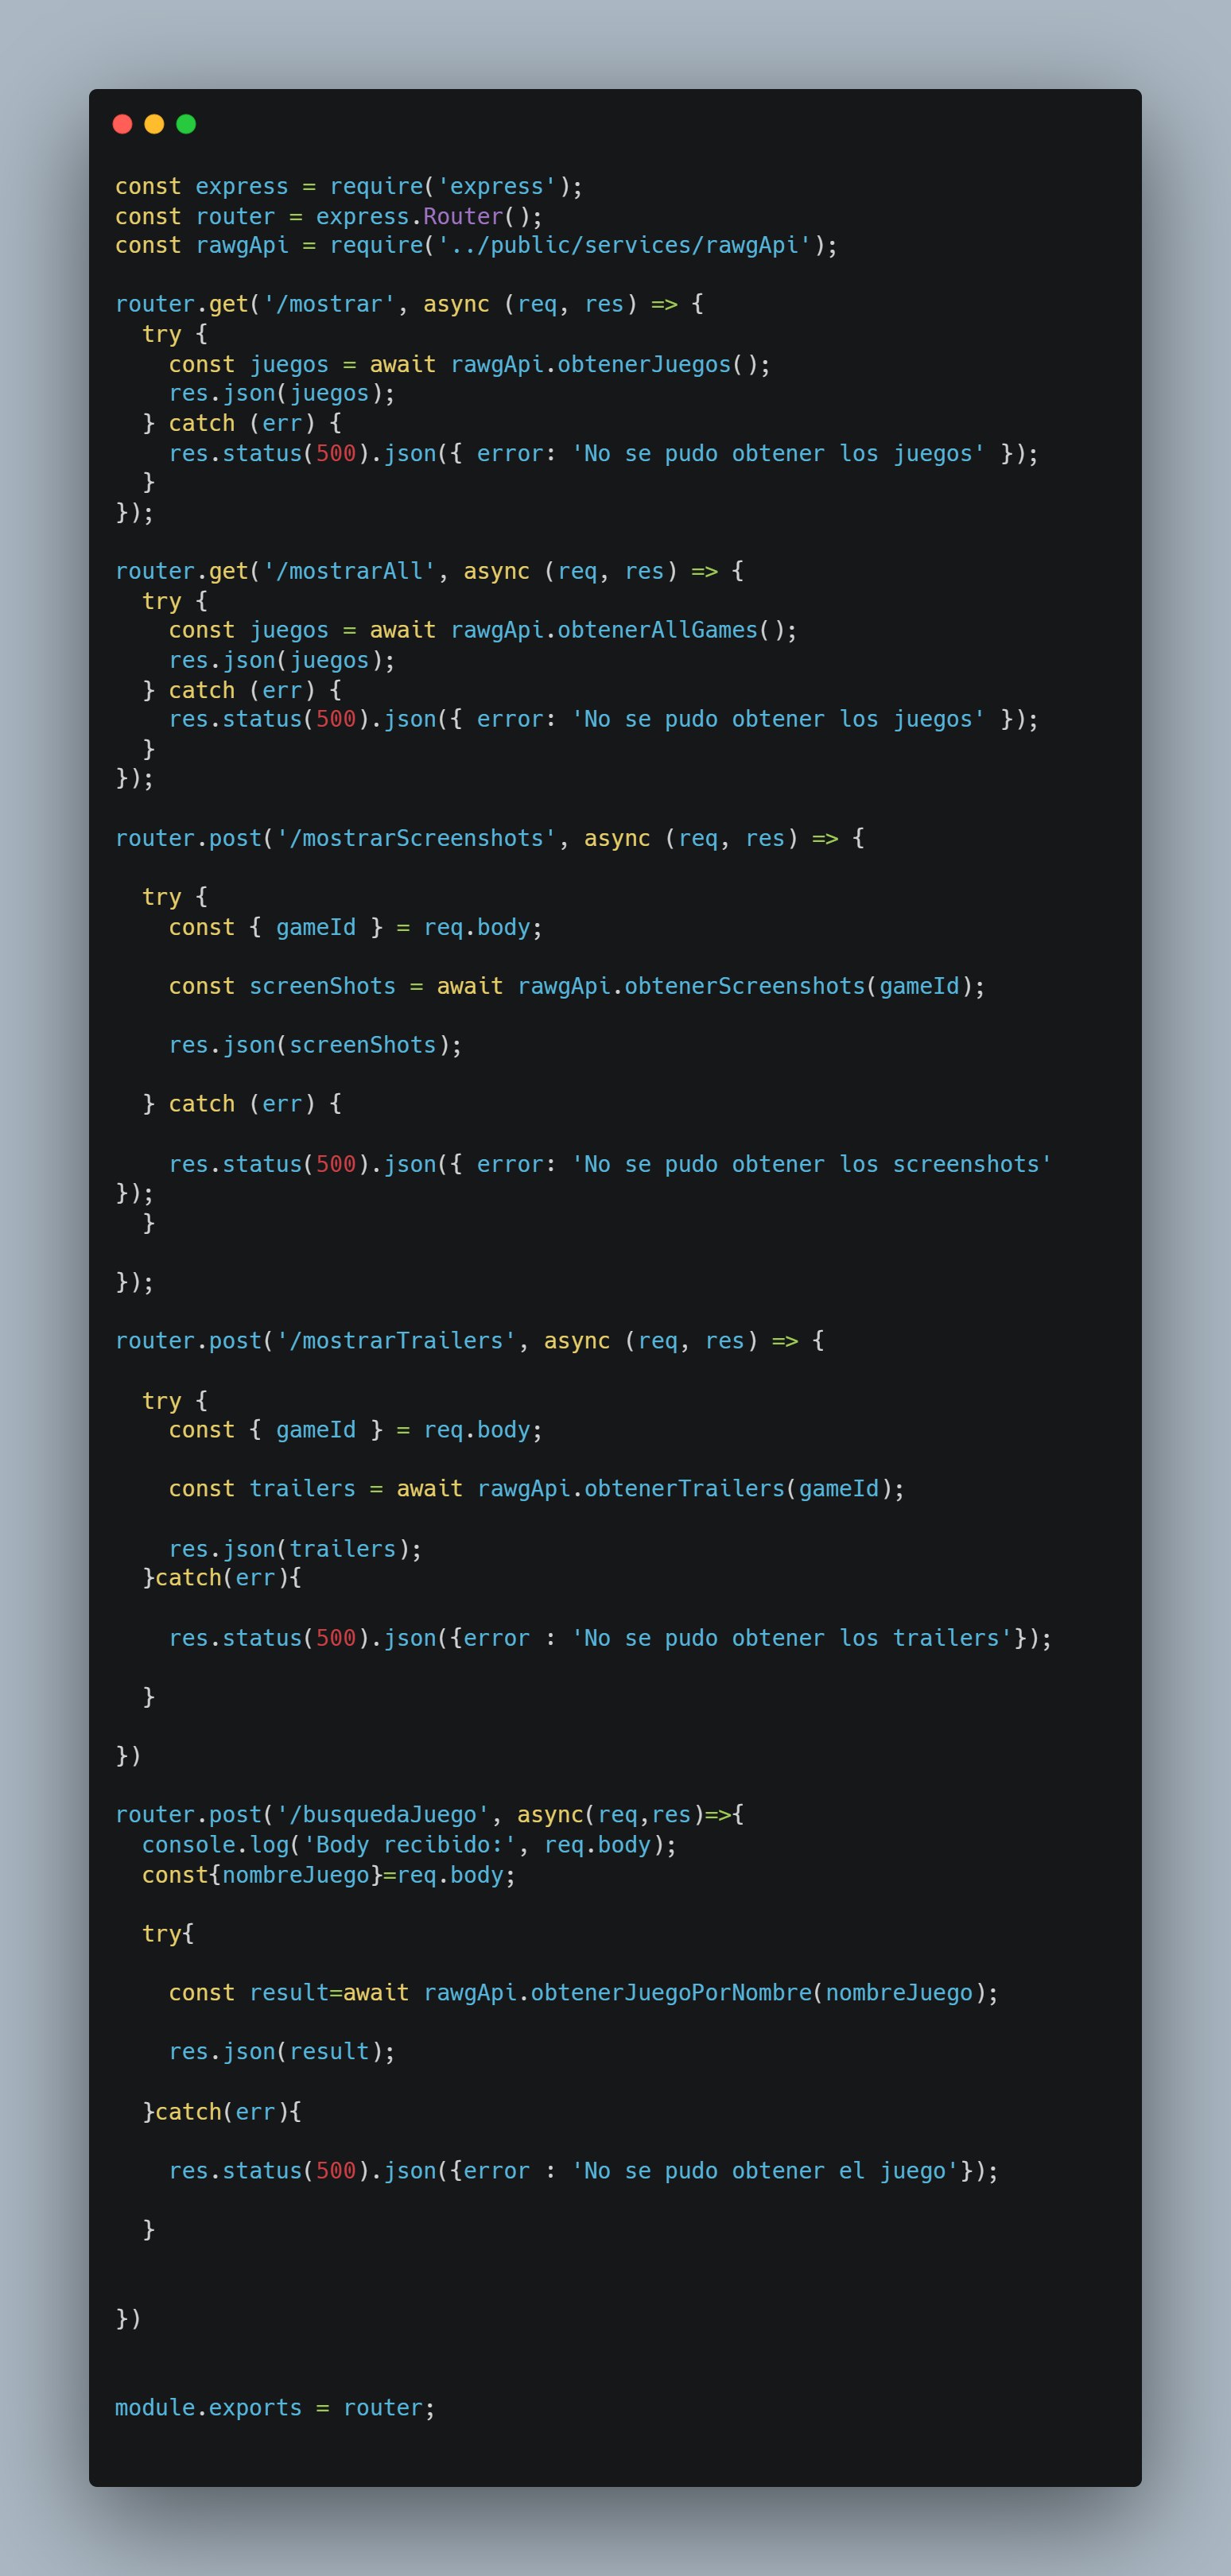 const express = require('express');
const router = express.Router();
const rawgApi = require('../public/services/rawgApi');

router.get('/mostrar', async (req, res) => {
  try {
    const juegos = await rawgApi.obtenerJuegos();
    res.json(juegos);
  } catch (err) {
    res.status(500).json({ error: 'No se pudo obtener los juegos' });
  }
});

router.get('/mostrarAll', async (req, res) => {
  try {
    const juegos = await rawgApi.obtenerAllGames();
    res.json(juegos);
  } catch (err) {
    res.status(500).json({ error: 'No se pudo obtener los juegos' });
  }
});

router.post('/mostrarScreenshots', async (req, res) => {

  try {
    const { gameId } = req.body;

    const screenShots = await rawgApi.obtenerScreenshots(gameId);

    res.json(screenShots);

  } catch (err) {

    res.status(500).json({ error: 'No se pudo obtener los screenshots'
});
  }

});

router.post('/mostrarTrailers', async (req, res) => {

  try {
    const { gameId } = req.body;

    const trailers = await rawgApi.obtenerTrailers(gameId);

    res.json(trailers);
  }catch(err){

    res.status(500).json({error : 'No se pudo obtener los trailers'});

  }

})

router.post('/busquedaJuego', async(req,res)=>{
  console.log('Body recibido:', req.body);
  const{nombreJuego}=req.body;

  try{

    const result=await rawgApi.obtenerJuegoPorNombre(nombreJuego);

    res.json(result);

  }catch(err){

    res.status(500).json({error : 'No se pudo obtener el juego'});

  }


})


module.exports = router;